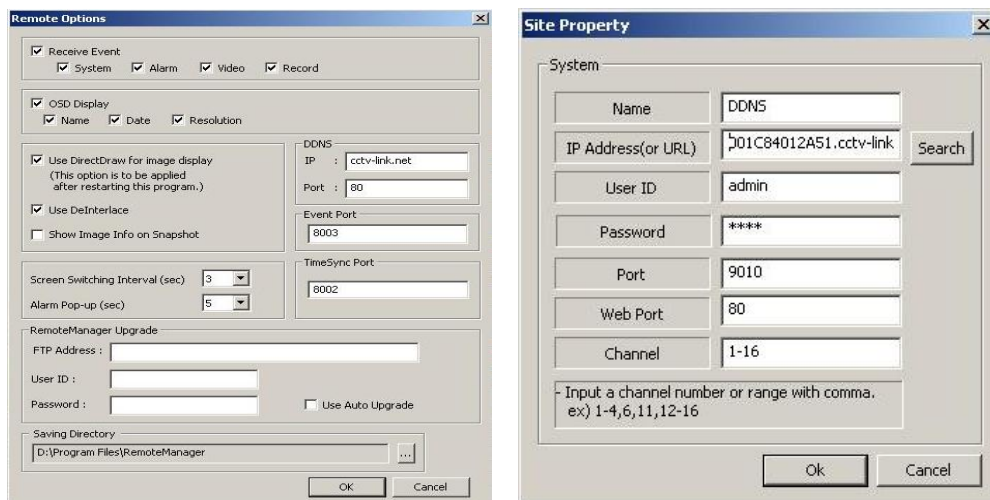 Remote Options
Receive Event
System Alarm Video Record
OSD Display
Name Date Resolution
Use DirectDraw for image display
(This option is to be applied
after restarting this program.)
Use DeInterlace
Show Image Info on Snapshot
DDNS
IP : cctv-link.net
Port : 80
Event Port
8003
Screen Switching Interval (sec) 3
Alarm Pop-up (sec) 5
TimeSync Port
8002
RemoteManager Upgrade
FTP Address :
User ID :
Password :
Use Auto Upgrade
Saving Directory
D:\Program Files\RemoteManager
...
OK Cancel
Site Property
System
Name DDNS
IP Address(or URL) 001C84012A51.cctv-link Search
User ID admin
Password ****
Port 9010
Web Port 80
Channel 1-16
- Input a channel number or range with comma.
ex) 1-4,6,11,12-16
Ok Cancel